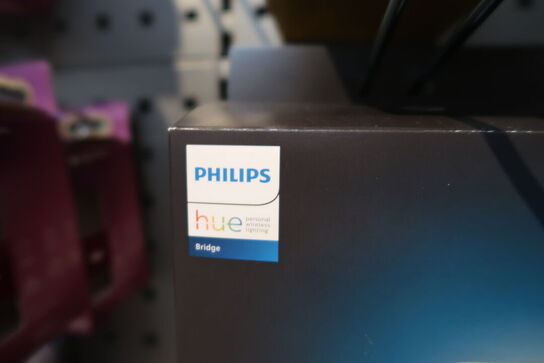 PHILIPS
hue personal
wireless
lighting
Bridge